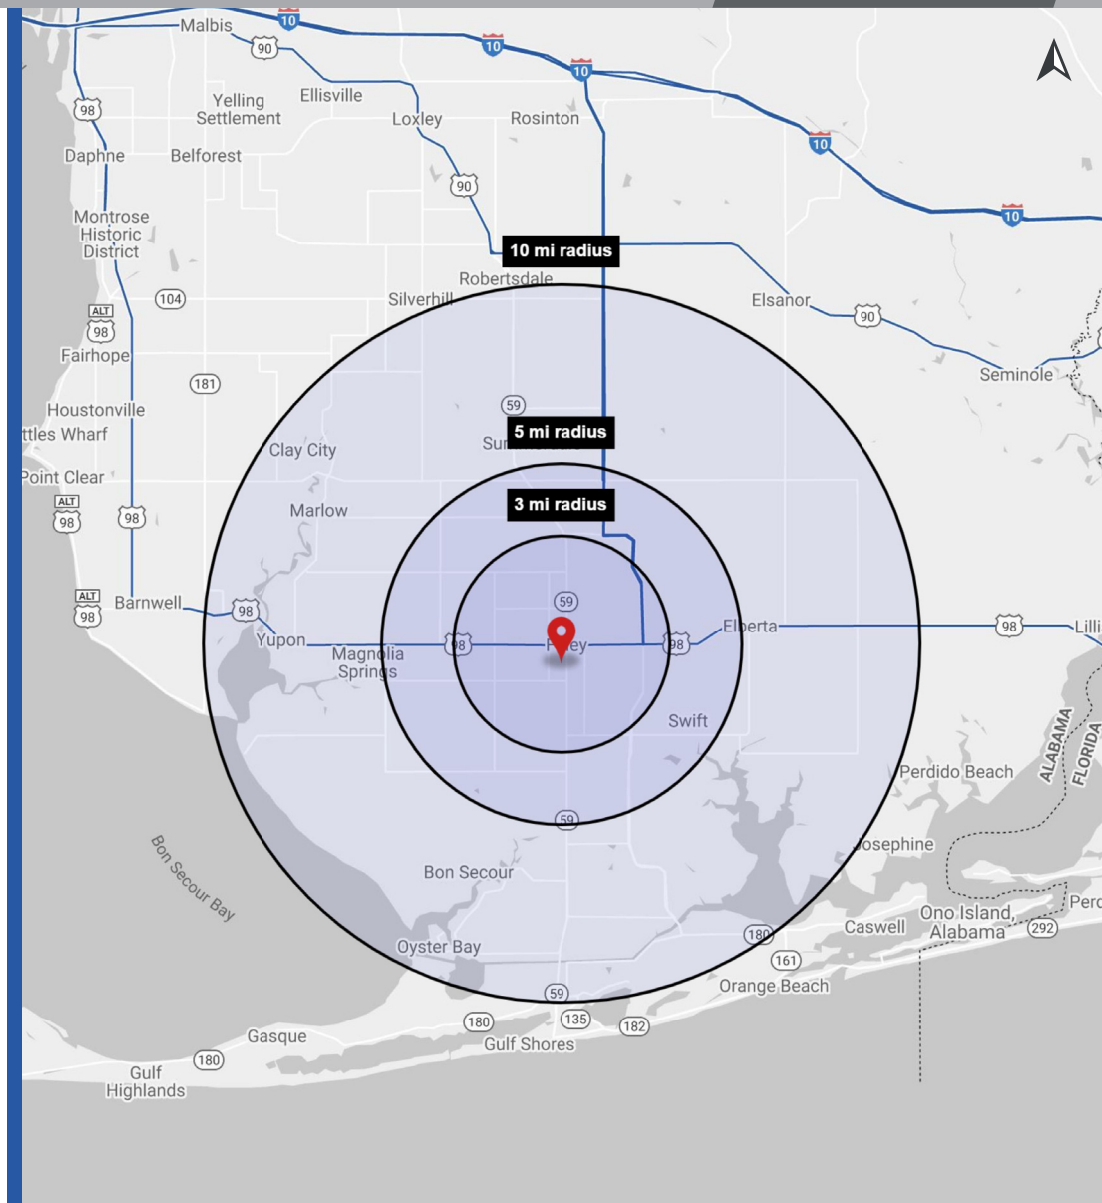 10
Malbis
90
10
10
Ellisville
Yelling
Settlement
98
Loxley
Rosinton
10
Daphne
Belforest
90
Montrose
Historic
District
10
10 mi radius
Robertsdale
104
Silverhill
Elsanor
ALT
98
90
Fairhope
Seminole
181
59
Houstonville
5 mi radius
ttles Wharf
Clay City
Point Clear
ALT
98
98
3 mi radius
Marlow
ALT
98
Barnwell
98
59
Elberta
98
Lilli
Yupon
98
98
Magnolia
Springs
Swift
ALABAMA
FLORIDA
Perdido Beach
59
Josephine
Bon Secour
Bon Secour Bay
Perd
Ono Island,
Alabama
Caswell
292
180
Oyster Bay
161
Orange Beach
59
180
135
182
Gasque
Gulf Shores
180
Gulf
Highlands